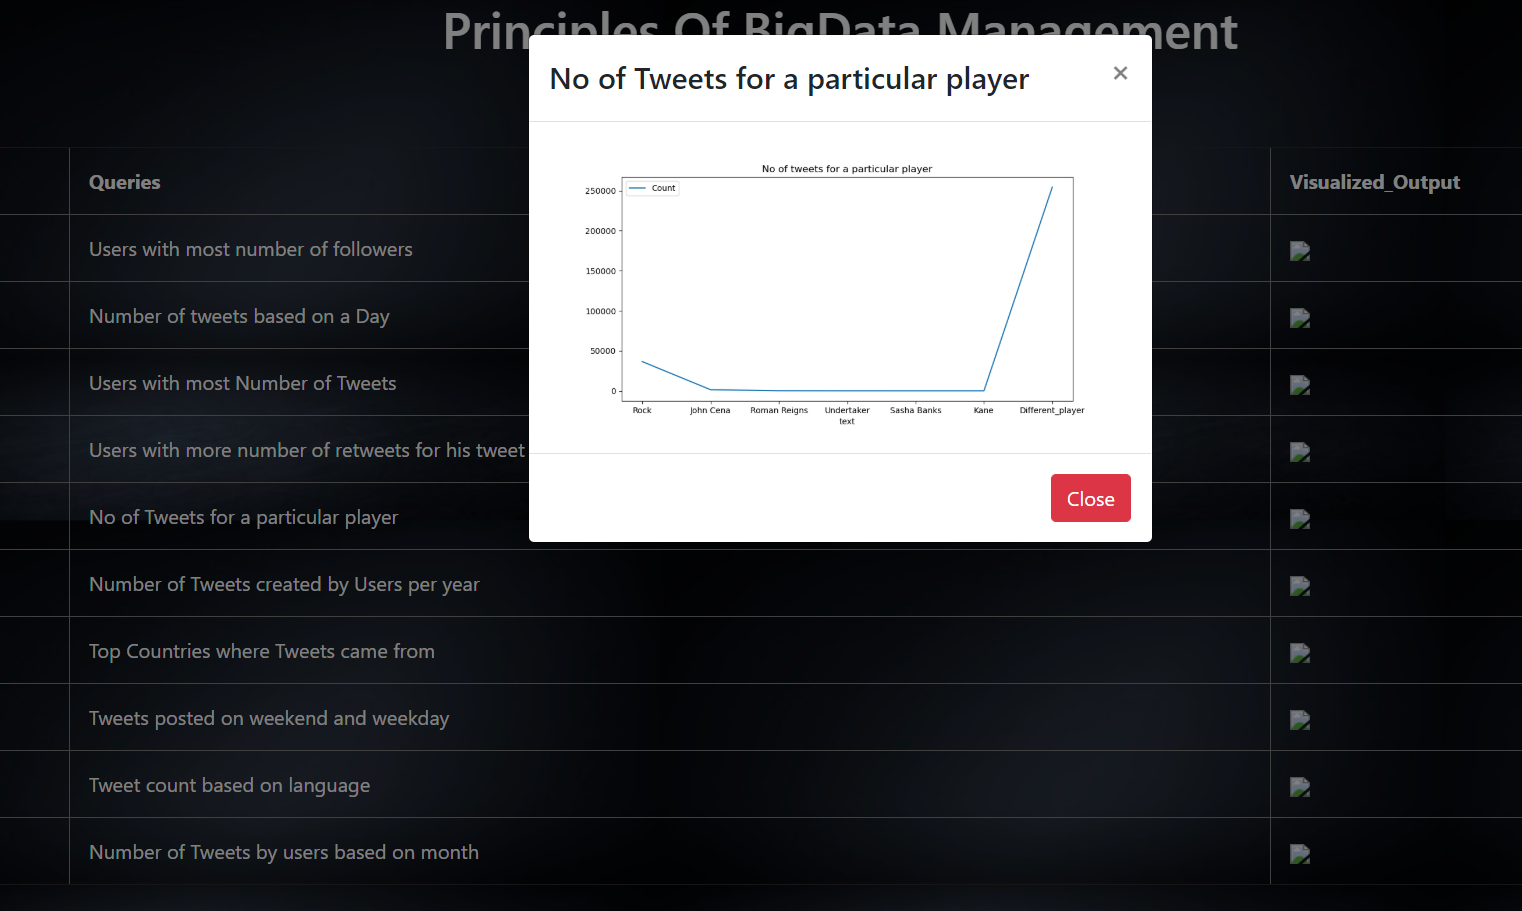 Principles Of BigData Management
No of Tweets for a particular player
×
No of tweets for a particular player
Count
250000
200000
150000
100000
50000
0
Rock John Cena Roman Reigns Undertaker Sasha Banks Kane Different_player
text
Close
Queries Visualized_Output
Users with most number of followers
Number of tweets based on a Day
Users with most Number of Tweets
Users with more number of retweets for his tweet
No of Tweets for a particular player
Number of Tweets created by Users per year
Top Countries where Tweets came from
Tweets posted on weekend and weekday
Tweet count based on language
Number of Tweets by users based on month